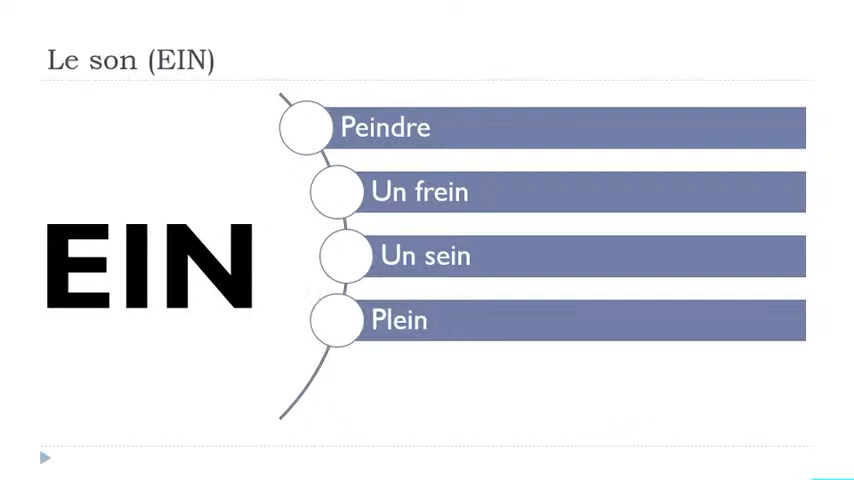 Le son (EIN)
EIN
Peindre
Un frein
Un sein
Plein